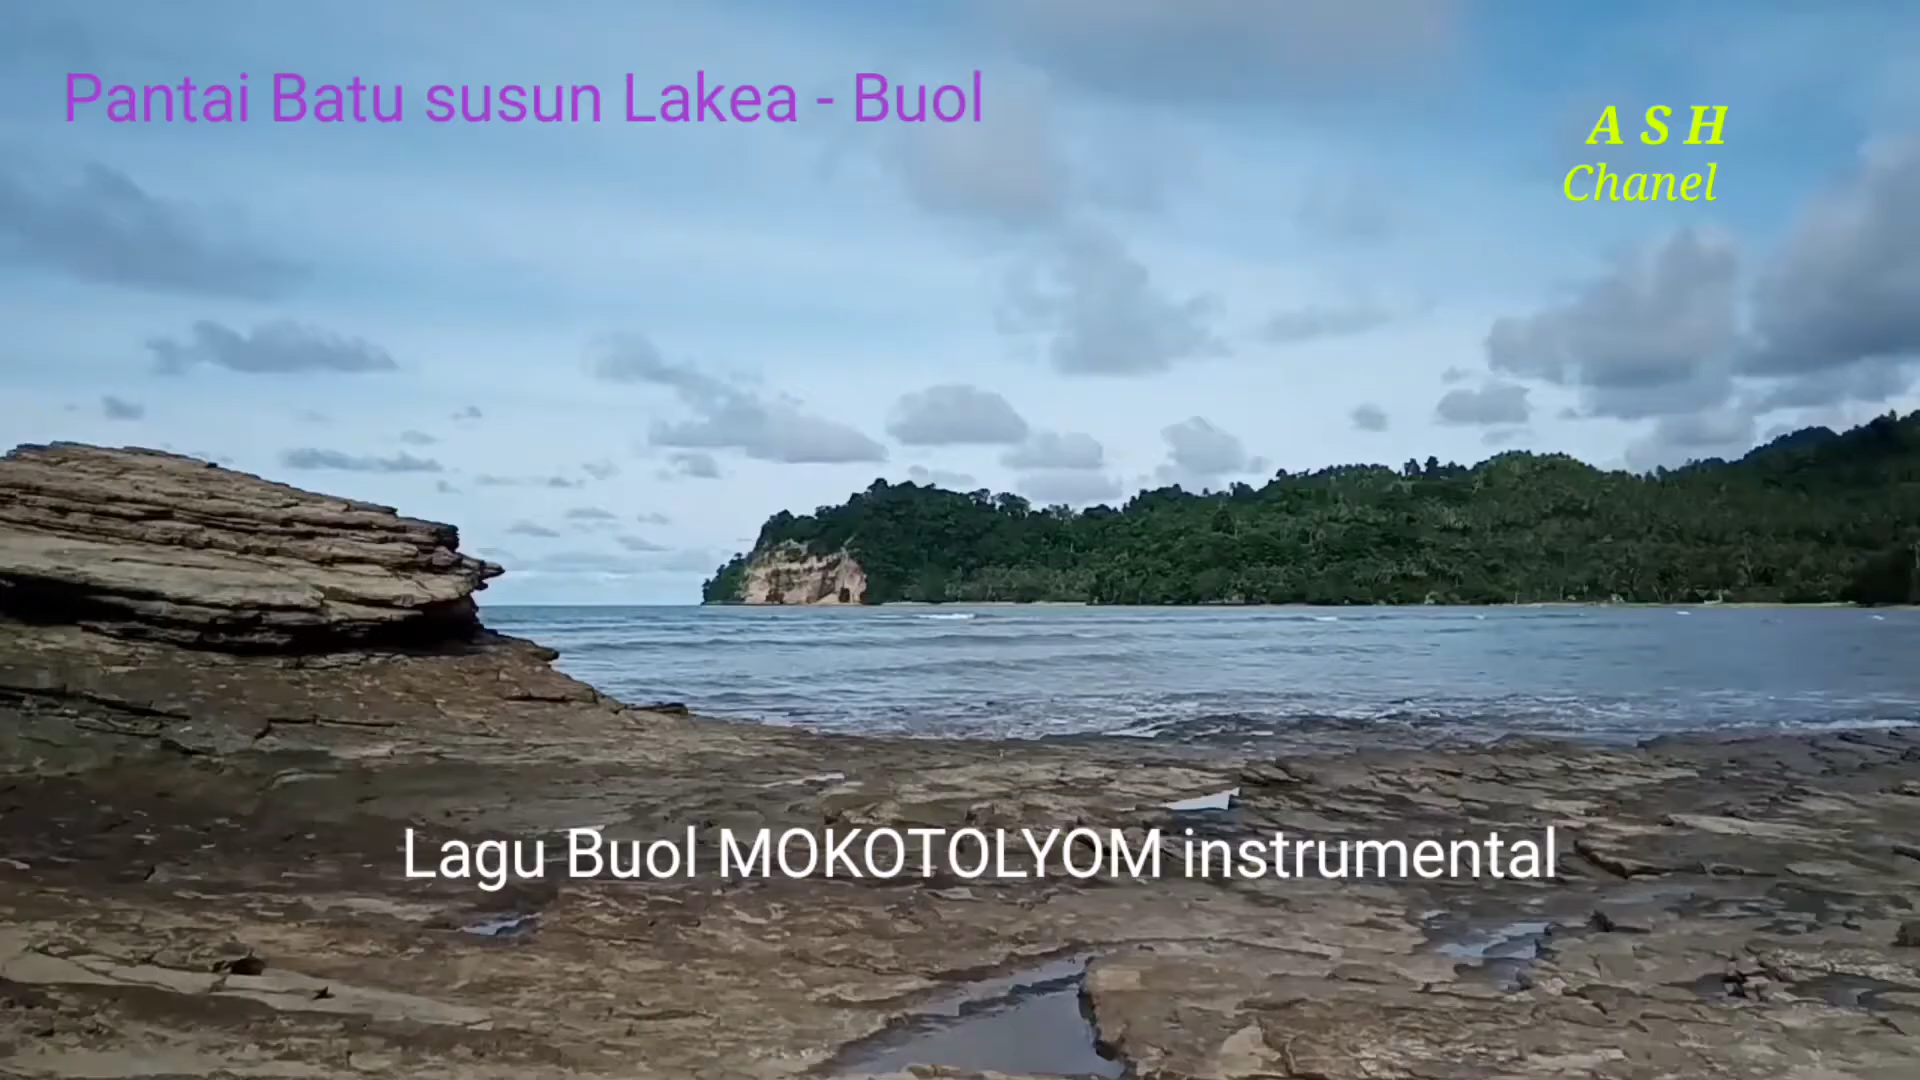 Pantai Batu susun Lakea - Buol
A S H
Chanel
Lagu Buol MOKOTOLYOM instrumental